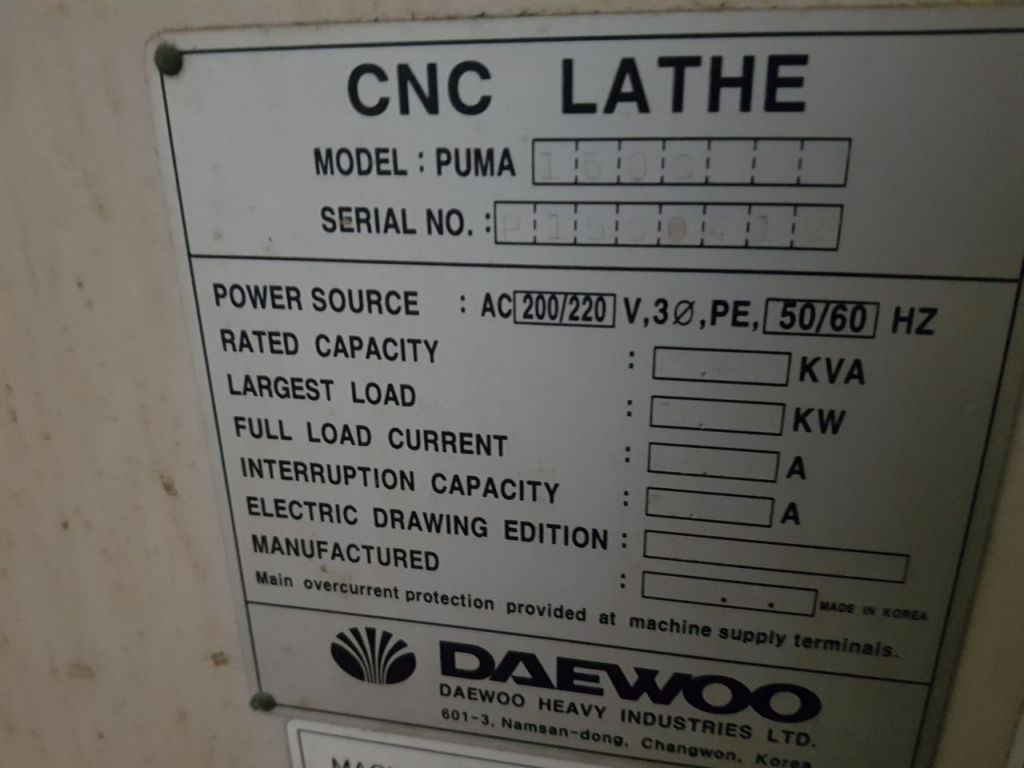 CNC LATHE
MODEL : PUMA 150G
SERIAL NO. :
POWER SOURCE : AC 200/220 V,3Ø,PE, 50/60 HZ
RATED CAPACITY : KVA
LARGEST LOAD : KW
FULL LOAD CURRENT : A
INTERRUPTION CAPACITY : A
ELECTRIC DRAWING EDITION :
MANUFACTURED : . . MADE IN KOREA
Main overcurrent protection provided at machine supply terminals.
DAEWOO
DAEWOO HEAVY INDUSTRIES LTD.
601-3, Namsan-dong, Changwon, Korea